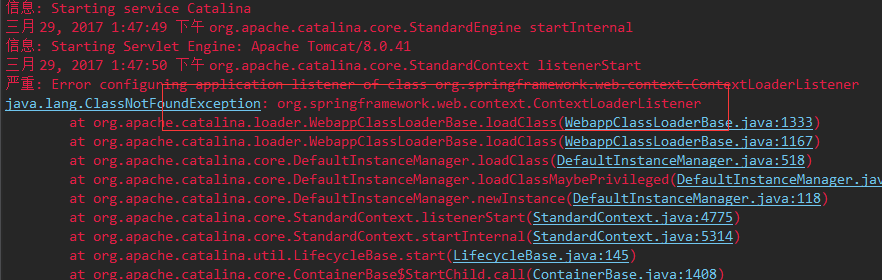 信息: Starting service Catalina
三月 29, 2017 1:47:49 下午 org.apache.catalina.core.StandardEngine startInternal
信息: Starting Servlet Engine: Apache Tomcat/8.0.41
三月 29, 2017 1:47:50 下午 org.apache.catalina.core.StandardContext listenerStart
严重: Error configuring application listener of class org.springframework.web.context.ContextLoaderListener
java.lang.ClassNotFoundException: org.springframework.web.context.ContextLoaderListener
at org.apache.catalina.loader.WebappClassLoaderBase.loadClass(WebappClassLoaderBase.java:1333)
at org.apache.catalina.loader.WebappClassLoaderBase.loadClass(WebappClassLoaderBase.java:1167)
at org.apache.catalina.core.DefaultInstanceManager.loadClass(DefaultInstanceManager.java:518)
at org.apache.catalina.core.DefaultInstanceManager.loadClassMaybePrivileged(DefaultInstanceManager.java
at org.apache.catalina.core.DefaultInstanceManager.newInstance(DefaultInstanceManager.java:118)
at org.apache.catalina.core.StandardContext.listenerStart(StandardContext.java:4775)
at org.apache.catalina.core.StandardContext.startInternal(StandardContext.java:5314)
at org.apache.catalina.util.LifecycleBase.start(LifecycleBase.java:145)
at org.apache.catalina.core.ContainerBase$StartChild.call(ContainerBase.java:1408)